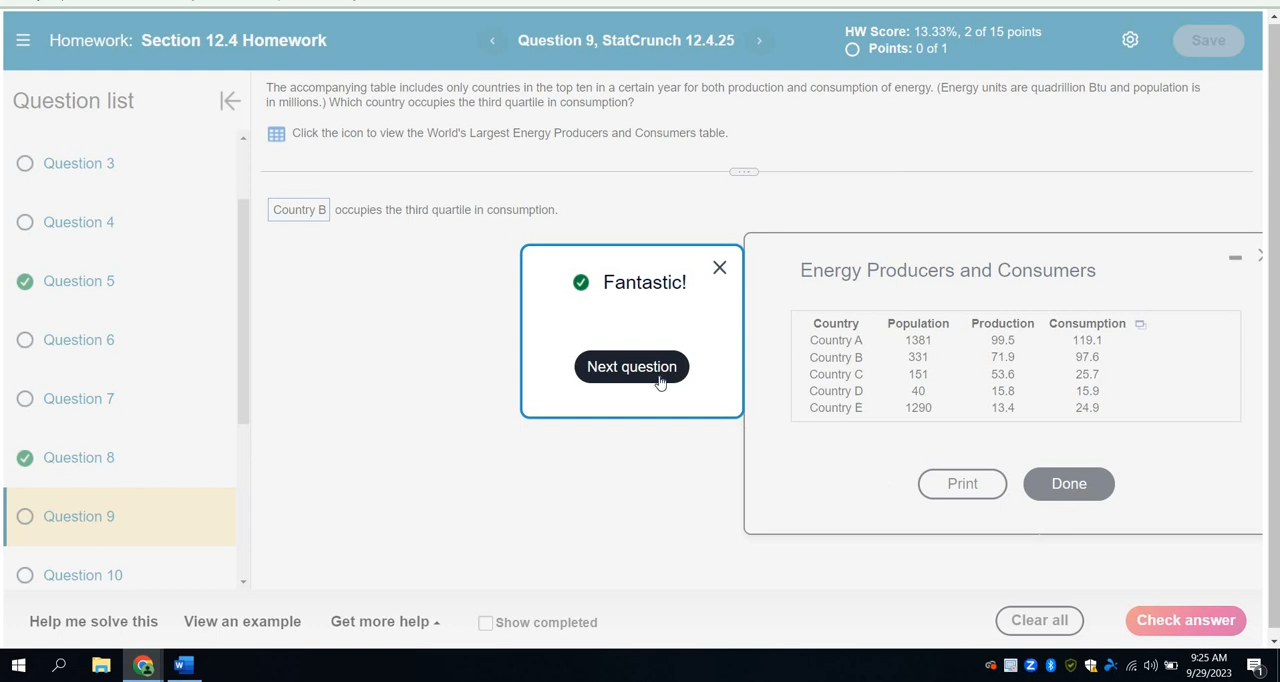 Homework: Section 12.4 Homework
Question 9, StatCrunch 12.4.25
HW Score: 13.33%, 2 of 15 points
Points: 0 of 1
Save
Question list
Question 3
Question 4
Question 5
Question 6
Question 7
Question 8
Question 9
Question 10
The accompanying table includes only countries in the top ten in a certain year for both production and consumption of energy. (Energy units are quadrillion Btu and population is
in millions.) Which country occupies the third quartile in consumption?
Click the icon to view the World's Largest Energy Producers and Consumers table.
Country B occupies the third quartile in consumption.
Fantastic!
Next question
Energy Producers and Consumers
Country Population Production Consumption
Country A 1381 99.5 119.1
Country B 331 71.9 97.6
Country C 151 53.6 25.7
Country D 40 15.8 15.9
Country E 1290 13.4 24.9
Print
Done
Help me solve this
View an example
Get more help
Show completed
Clear all
Check answer
9:25 AM
9/29/2023
1